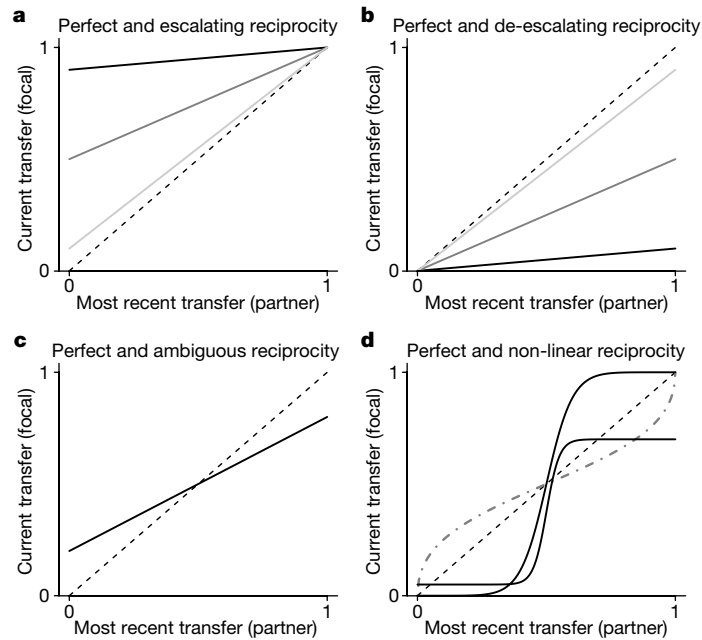 a
Perfect and escalating reciprocity
1
Current transfer (focal)
0
0
1
Most recent transfer (partner)
b
Perfect and de-escalating reciprocity
1
Current transfer (focal)
0
0
1
Most recent transfer (partner)
c
Perfect and ambiguous reciprocity
1
Current transfer (focal)
0
0
1
Most recent transfer (partner)
d
Perfect and non-linear reciprocity
1
Current transfer (focal)
0
0
1
Most recent transfer (partner)